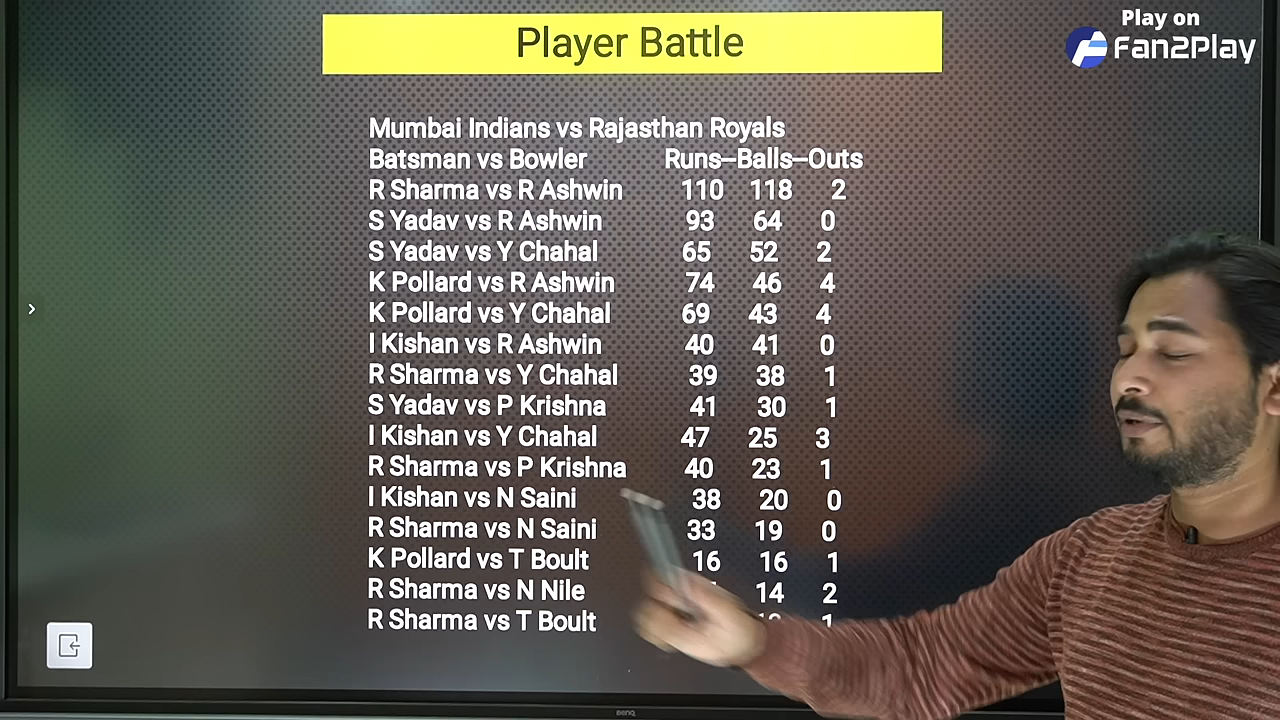 Play on
Fan2Play
Player Battle
Mumbai Indians vs Rajasthan Royals
Batsman vs Bowler Runs–Balls–Outs
R Sharma vs R Ashwin 110 118 2
S Yadav vs R Ashwin 93 64 0
S Yadav vs Y Chahal 65 52 2
K Pollard vs R Ashwin 74 46 4
K Pollard vs Y Chahal 69 43 4
I Kishan vs R Ashwin 40 41 0
R Sharma vs Y Chahal 39 38 1
S Yadav vs P Krishna 41 30 1
I Kishan vs Y Chahal 47 25 3
R Sharma vs P Krishna 40 23 1
I Kishan vs N Saini 38 20 0
R Sharma vs N Saini 33 19 0
K Pollard vs T Boult 16 16 1
R Sharma vs N Nile 14 2
R Sharma vs T Boult 1
BenQ